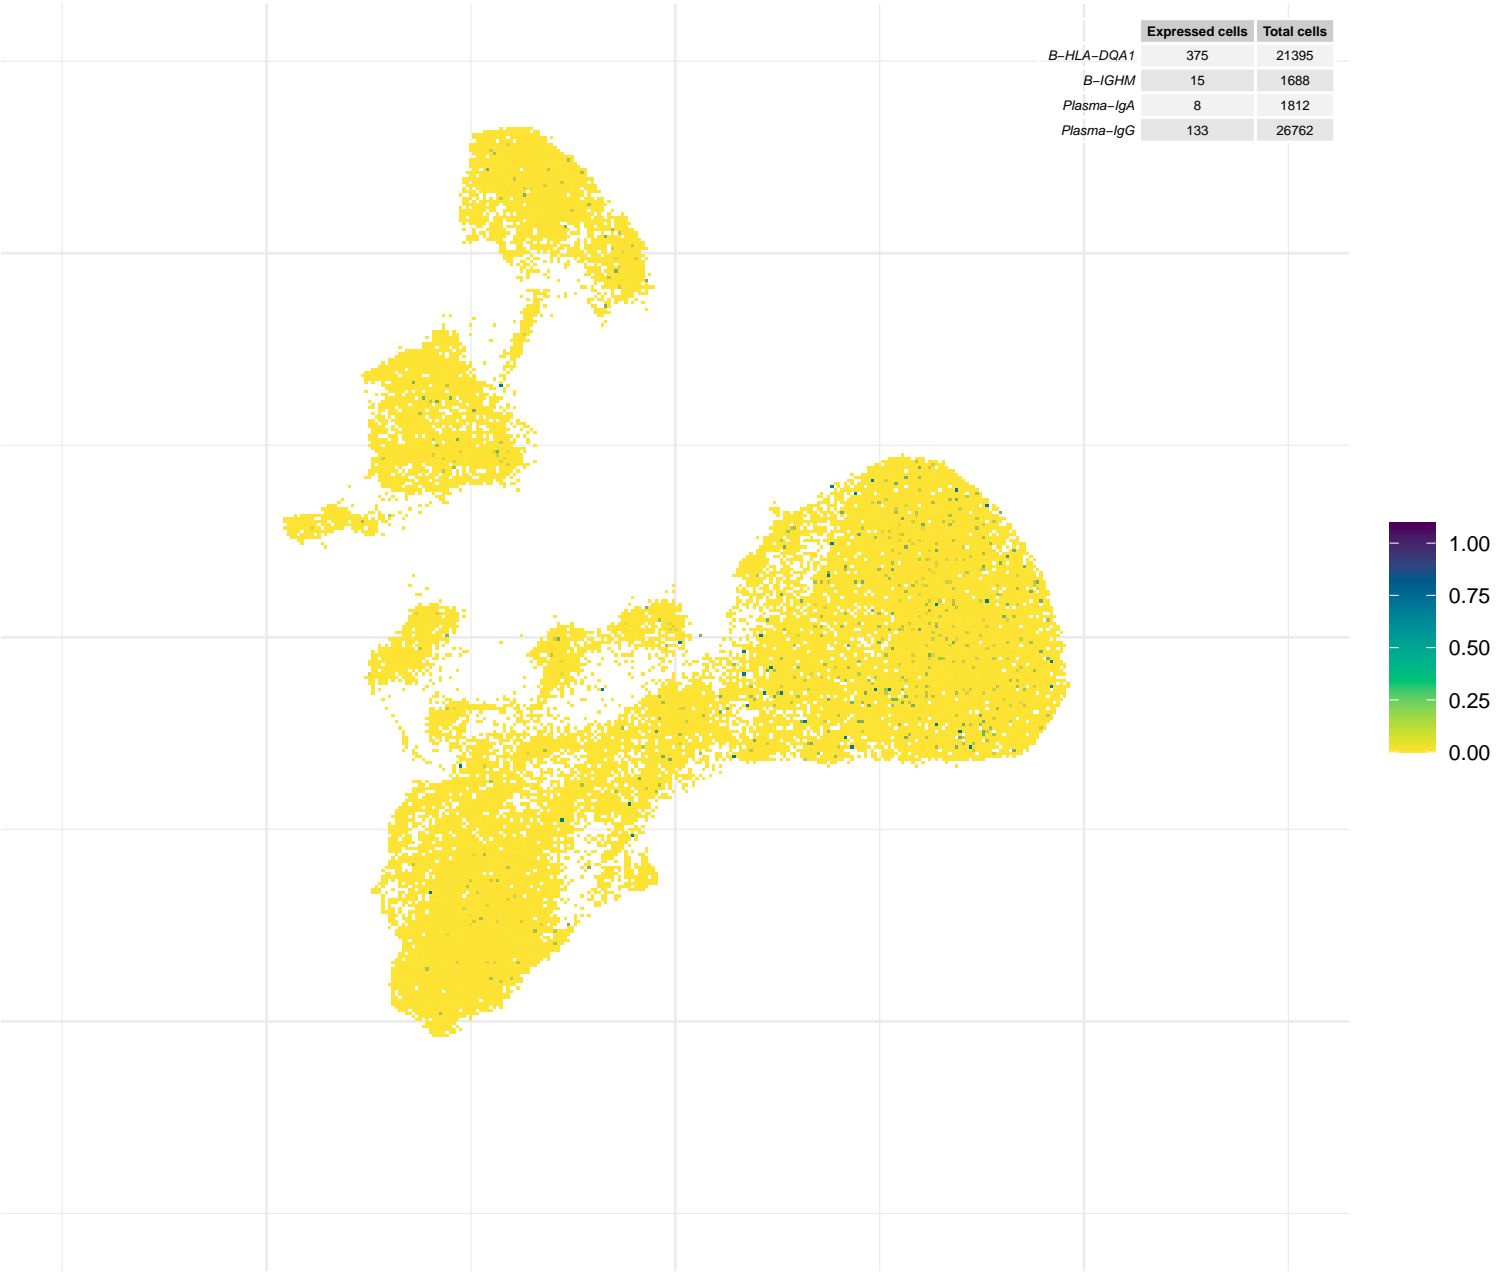 Expressed cells Total cells
B−HLA−DQA1 375 21395
B−IGHM 15 1688
Plasma−IgA 8 1812
Plasma−IgG 133 26762
1.00
0.75
0.50
0.25
0.00